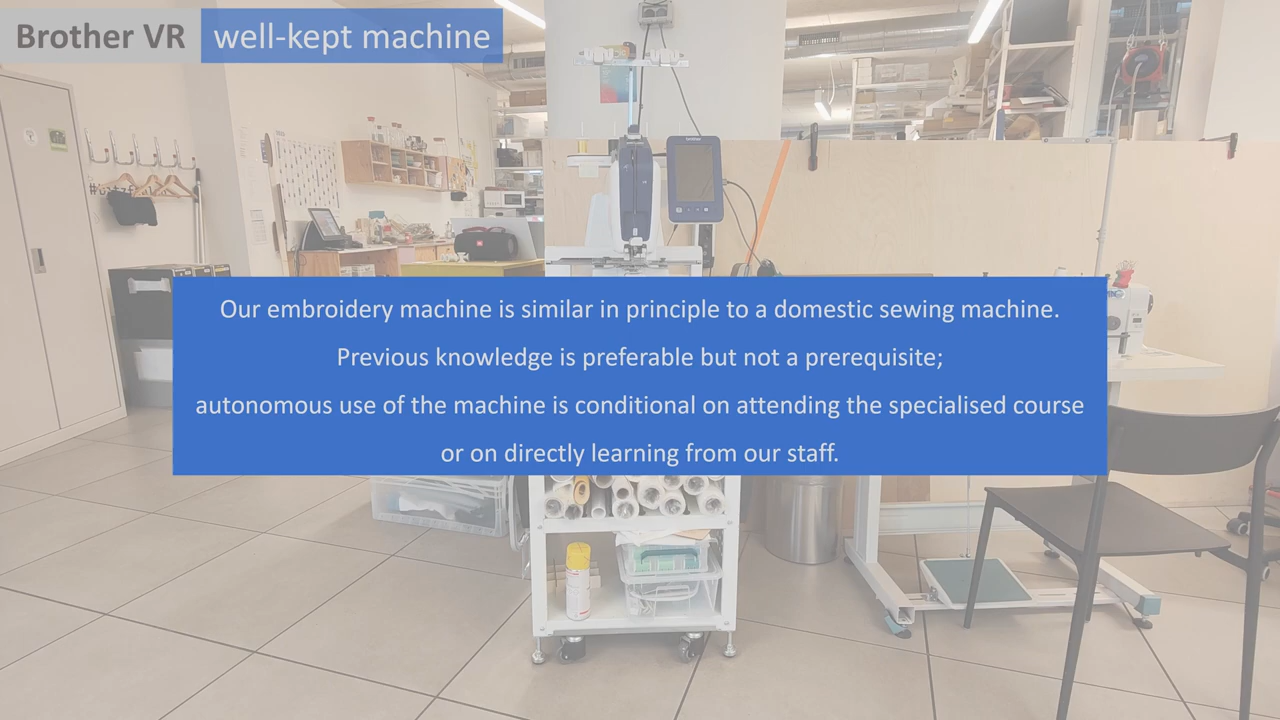 Brother VR well-kept machine
Our embroidery machine is similar in principle to a domestic sewing machine.
Previous knowledge is preferable but not a prerequisite;
autonomous use of the machine is conditional on attending the specialised course
or on directly learning from our staff.